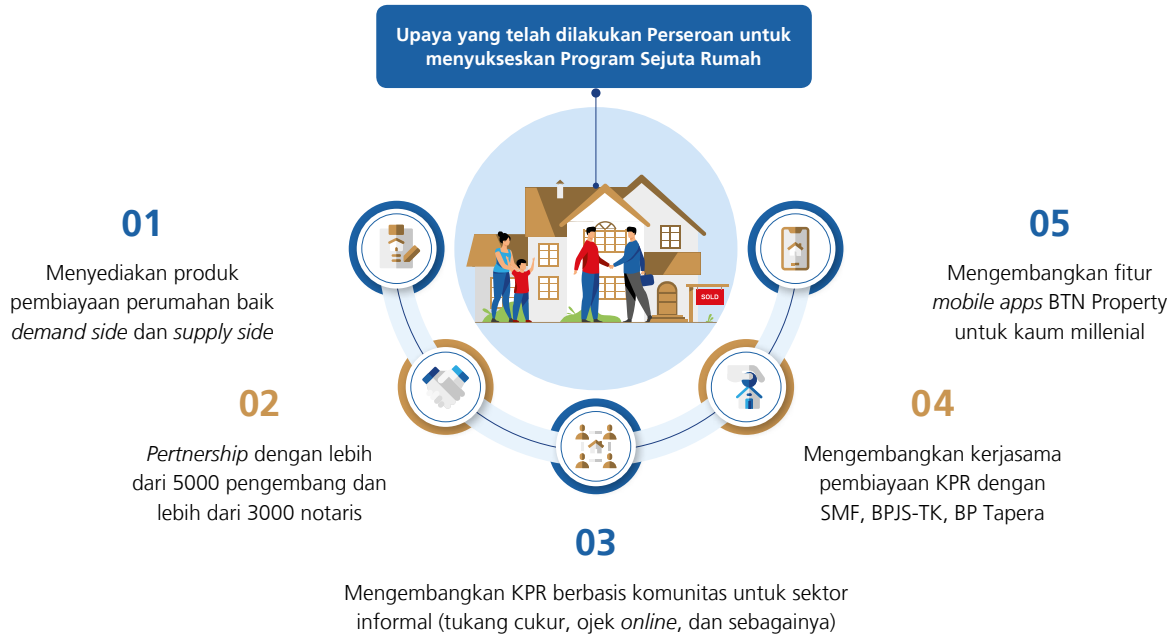 Upaya yang telah dilakukan Perseroan untuk
menyukseskan Program Sejuta Rumah
SOLD
01
Menyediakan produk
pembiayaan perumahan baik
demand side dan supply side
02
Pertnership dengan lebih
dari 5000 pengembang dan
lebih dari 3000 notaris
03
Mengembangkan KPR berbasis komunitas untuk sektor
informal (tukang cukur, ojek online, dan sebagainya)
04
Mengembangkan kerjasama
pembiayaan KPR dengan
SMF, BPJS-TK, BP Tapera
05
Mengembangkan fitur
mobile apps BTN Property
untuk kaum millenial